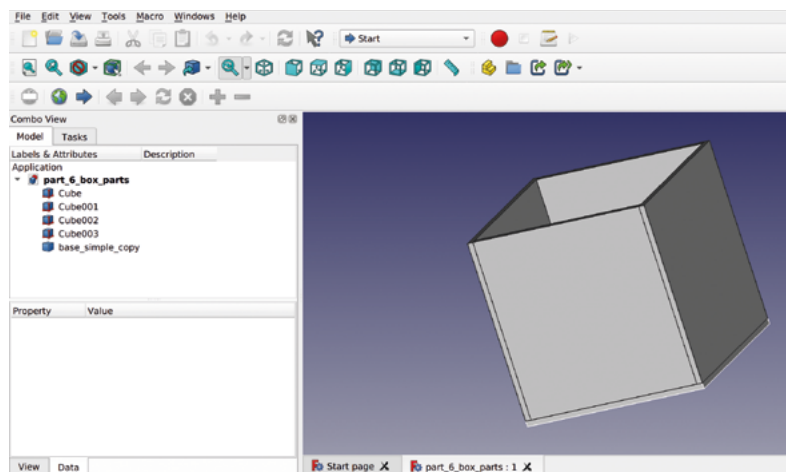 File Edit View Tools Macro Windows Help
Start
Combo View
Model Tasks
Labels & Attributes Description
Application
part_6_box_parts
Cube
Cube001
Cube002
Cube003
base_simple_copy
Property Value
View Data
Start page part_6_box_parts : 1